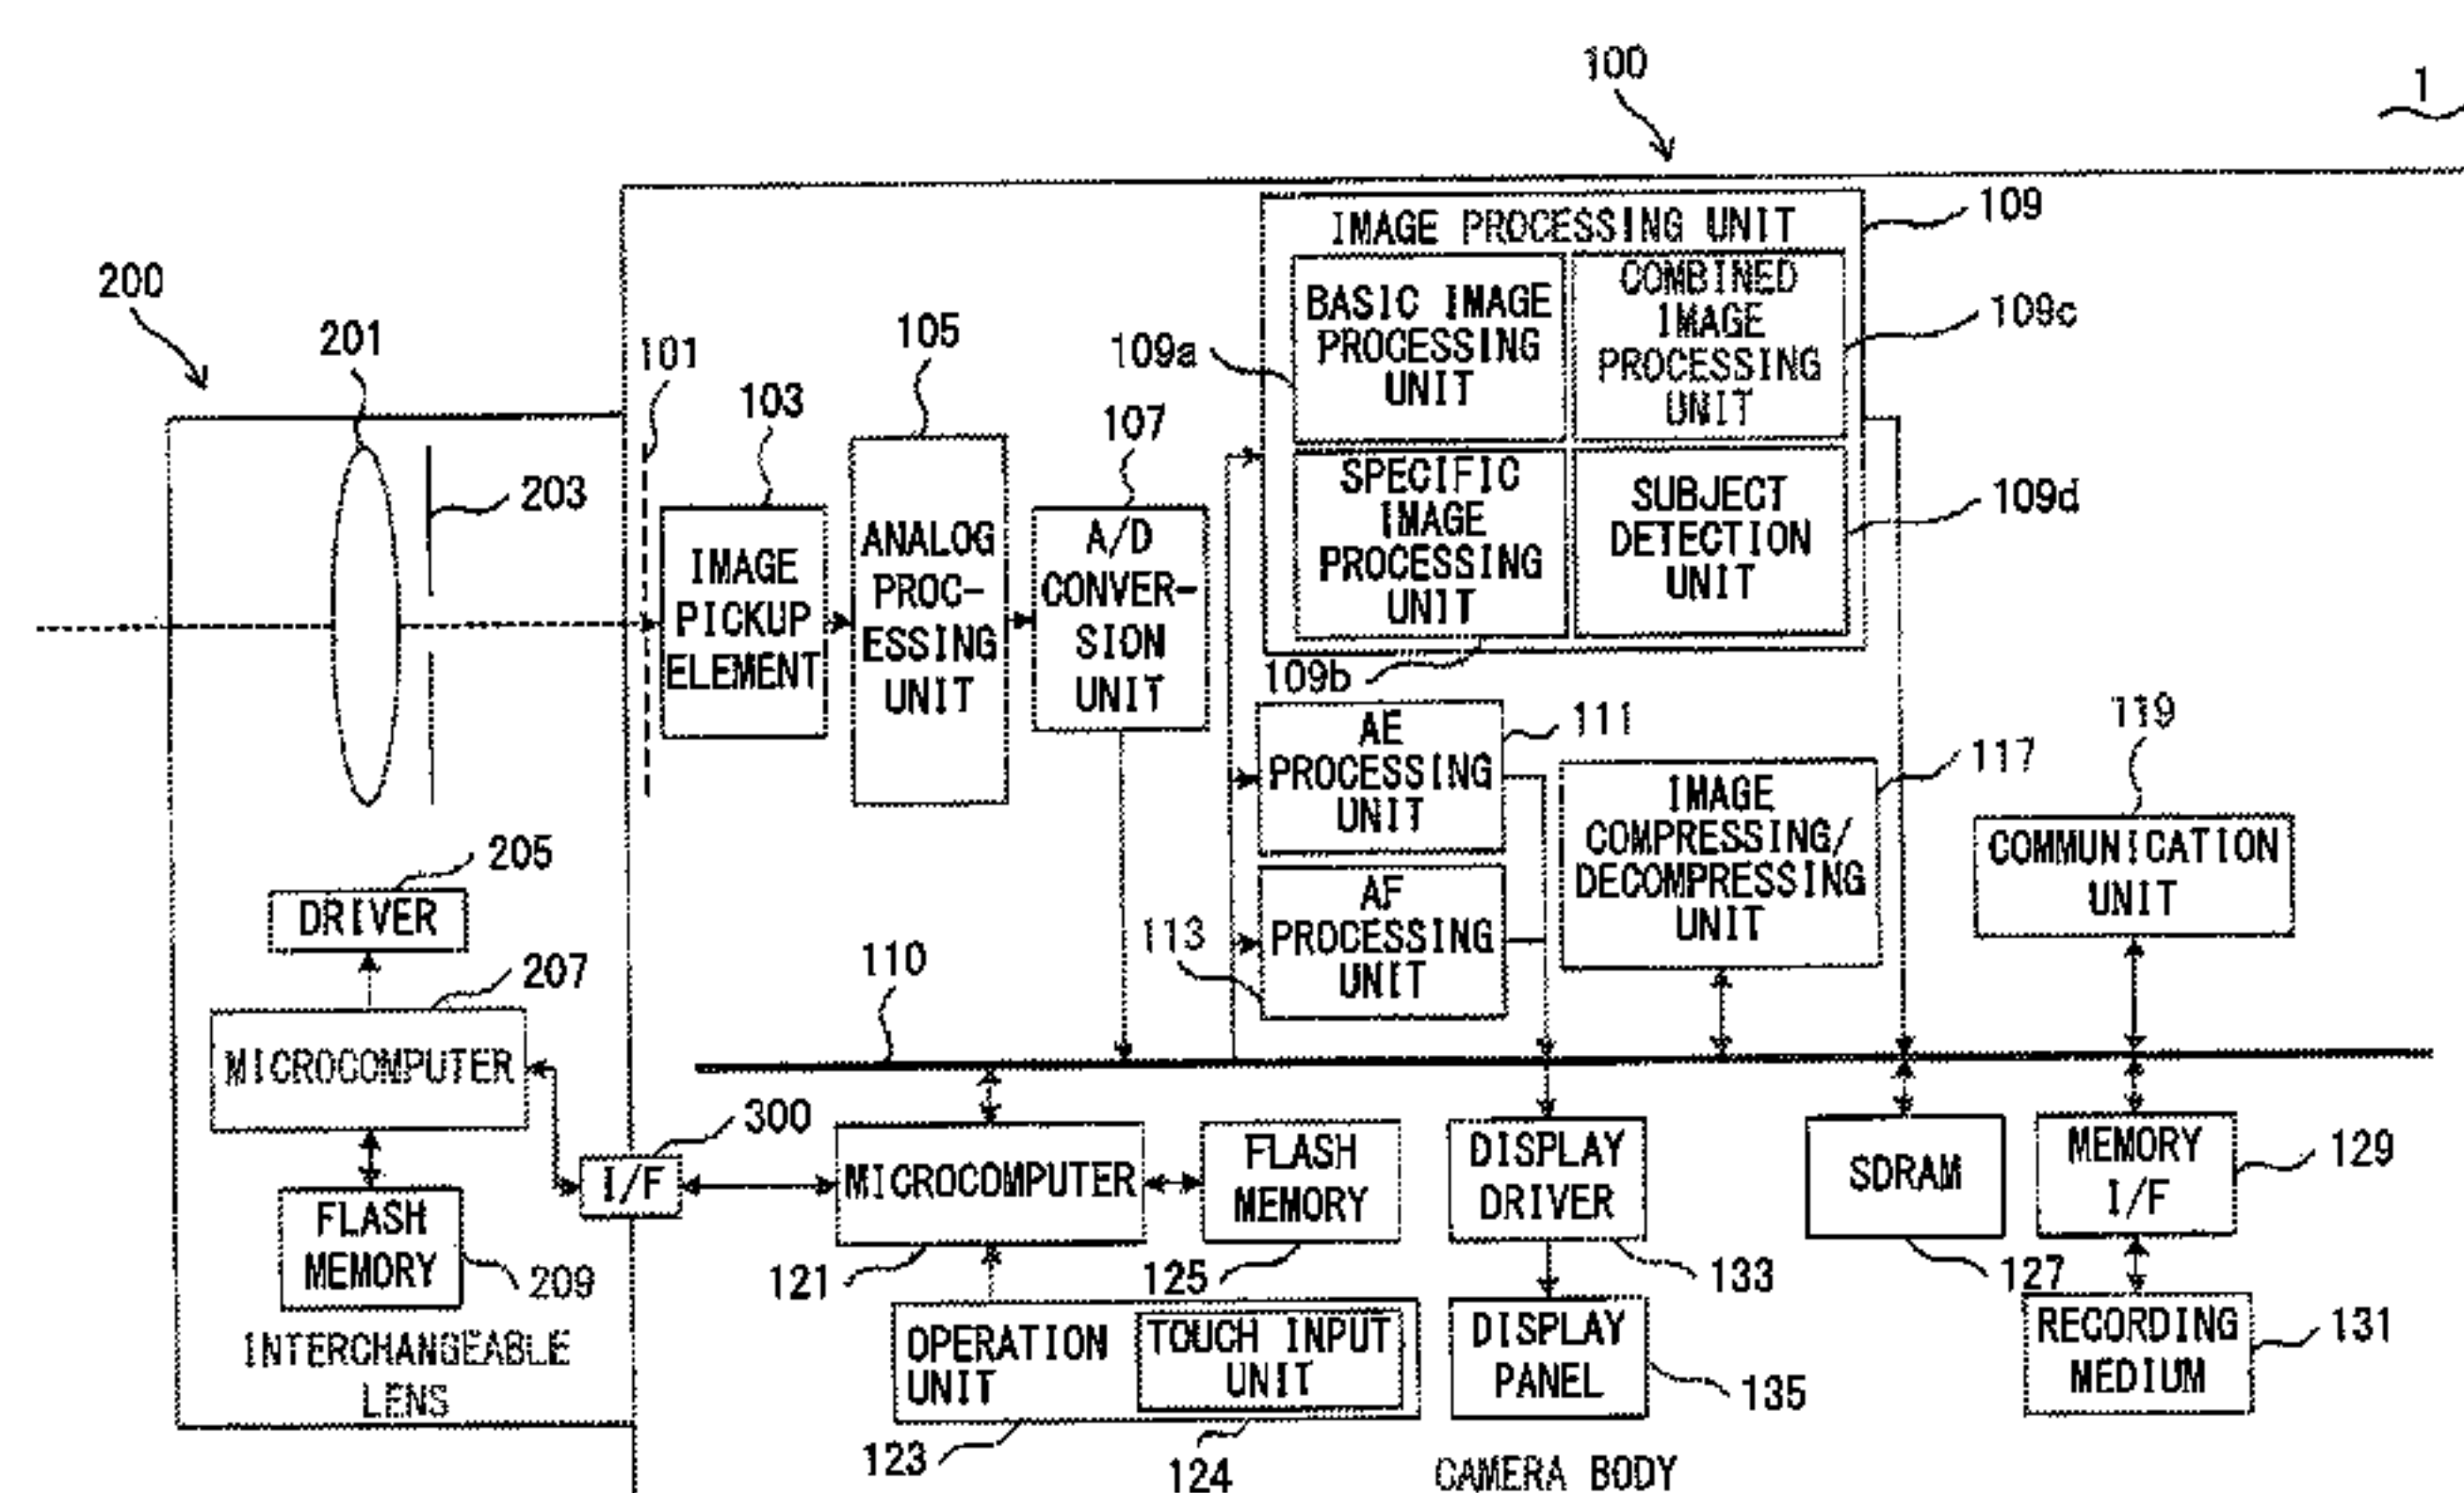 100
1
200
201
203
101
103
105
107
IMAGE
PICKUP
ELEMENT
ANALOG
PROC-
ESSING
UNIT
A/D
CONVER-
SION
UNIT
IMAGE PROCESSING UNIT
109
BASIC IMAGE
PROCESSING
UNIT
109a
COMBINED
IMAGE
PROCESSING
UNIT
109c
SPECIFIC
IMAGE
PROCESSING
UNIT
109b
SUBJECT
DETECTION
UNIT
109d
AE
PROCESSING
UNIT
111
AF
PROCESSING
UNIT
113
IMAGE
COMPRESSING/
DECOMPRESSING
UNIT
117
119
COMMUNICATION
UNIT
205
DRIVER
207
MICROCOMPUTER
FLASH
MEMORY
209
INTERCHANGEABLE
LENS
110
300
I/F
MICROCOMPUTER
121
FLASH
MEMORY
125
DISPLAY
DRIVER
133
SDRAM
127
MEMORY
I/F
129
OPERATION
UNIT
123
TOUCH INPUT
UNIT
124
DISPLAY
PANEL
135
RECORDING
MEDIUM
131
CAMERA BODY